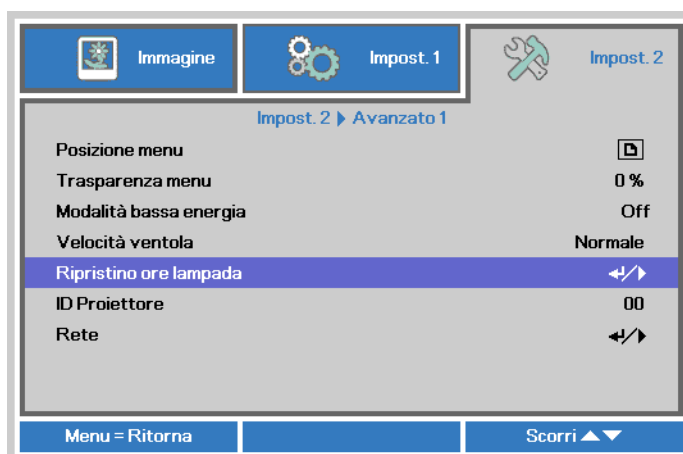 Immagine Impost. 1 Impost. 2
Impost. 2 Avanzato 1
Posizione menu
Trasparenza menu 0 %
Modalità bassa energia Off
Velocità ventola Normale
Ripristino ore lampada
ID Proiettore 00
Rete
Menu = Ritorna Scorri